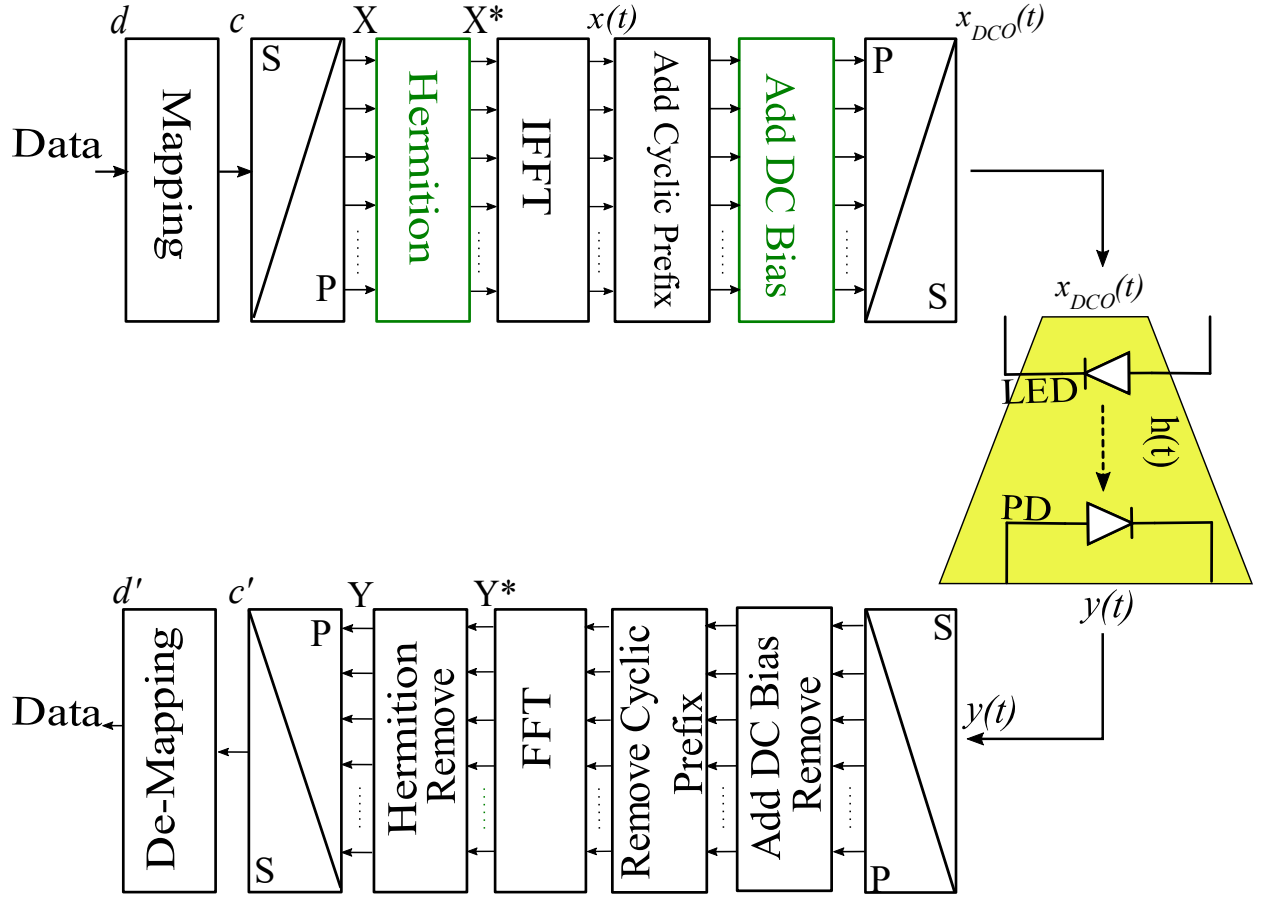 d c X X* x(t) x_DCO(t)
Data
Mapping
S
P
Hermition
IFFT
Add Cyclic Prefix
Add DC Bias
P
S
x_DCO(t)
LED
h(t)
PD
y(t)
y(t)
d' c' Y Y*
Data
De-Mapping
P
S
Hermition
Remove
FFT
Remove Cyclic
Prefix
Add DC Bias
Remove
S
P